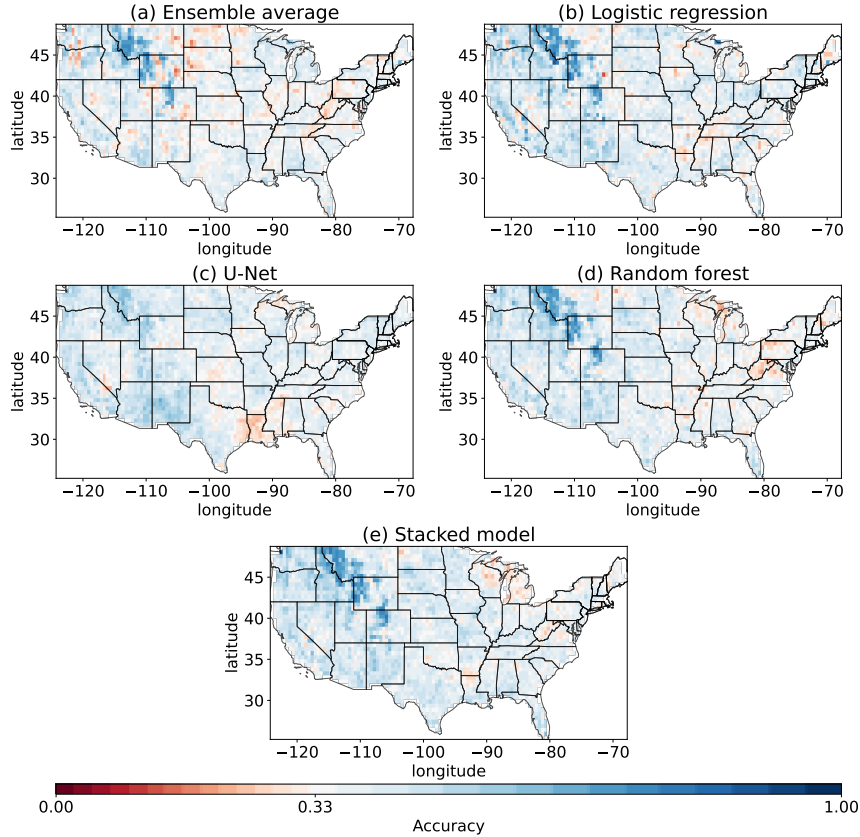 (a) Ensemble average
(b) Logistic regression
45
40
35
30
latitude
−120 −110 −100 −90 −80 −70
longitude
45
40
35
30
latitude
−120 −110 −100 −90 −80 −70
longitude
(c) U-Net
(d) Random forest
45
40
35
30
latitude
−120 −110 −100 −90 −80 −70
longitude
45
40
35
30
latitude
−120 −110 −100 −90 −80 −70
longitude
(e) Stacked model
45
40
35
30
latitude
−120 −110 −100 −90 −80 −70
longitude
0.00 0.33 1.00
Accuracy